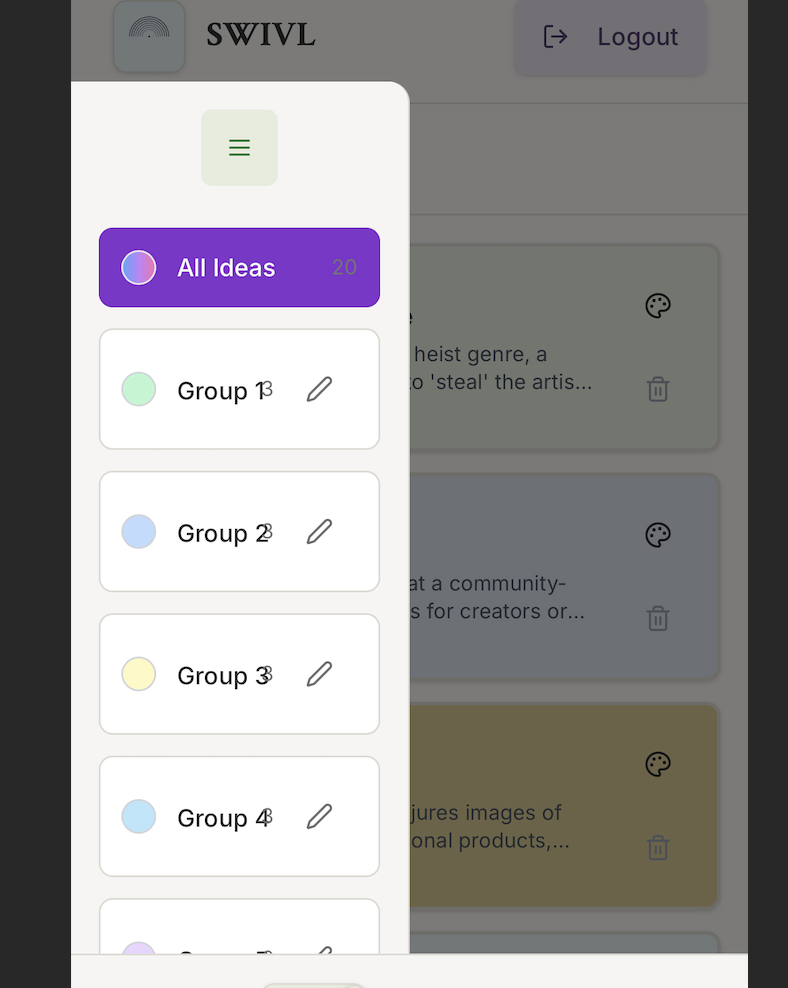 SWIVL
Logout
All Ideas 20
Group 1 3
heist genre, a
to 'steal' the artis...
Group 2 3
at a community-
s for creators or...
Group 3 3
Group 4 3
jures images of
onal products,...